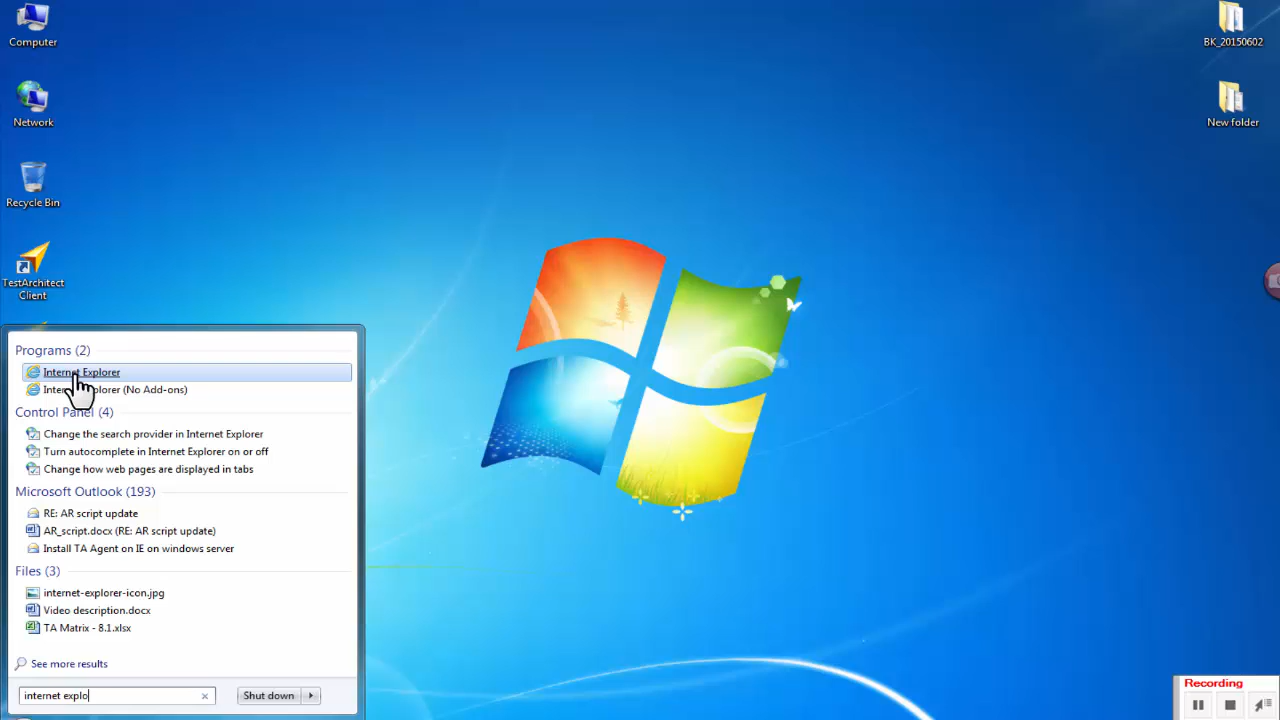 Computer
Network
Recycle Bin
TestArchitect
Client
BK_20150602
New folder
Programs (2)
Internet Explorer
Internet Explorer (No Add-ons)
Control Panel (4)
Change the search provider in Internet Explorer
Turn autocomplete in Internet Explorer on or off
Change how web pages are displayed in tabs
Microsoft Outlook (193)
RE: AR script update
AR_script.docx (RE: AR script update)
Install TA Agent on IE on windows server
Files (3)
internet-explorer-icon.jpg
Video description.docx
TA Matrix - 8.1.xlsx
See more results
internet explo
Shut down
Recording